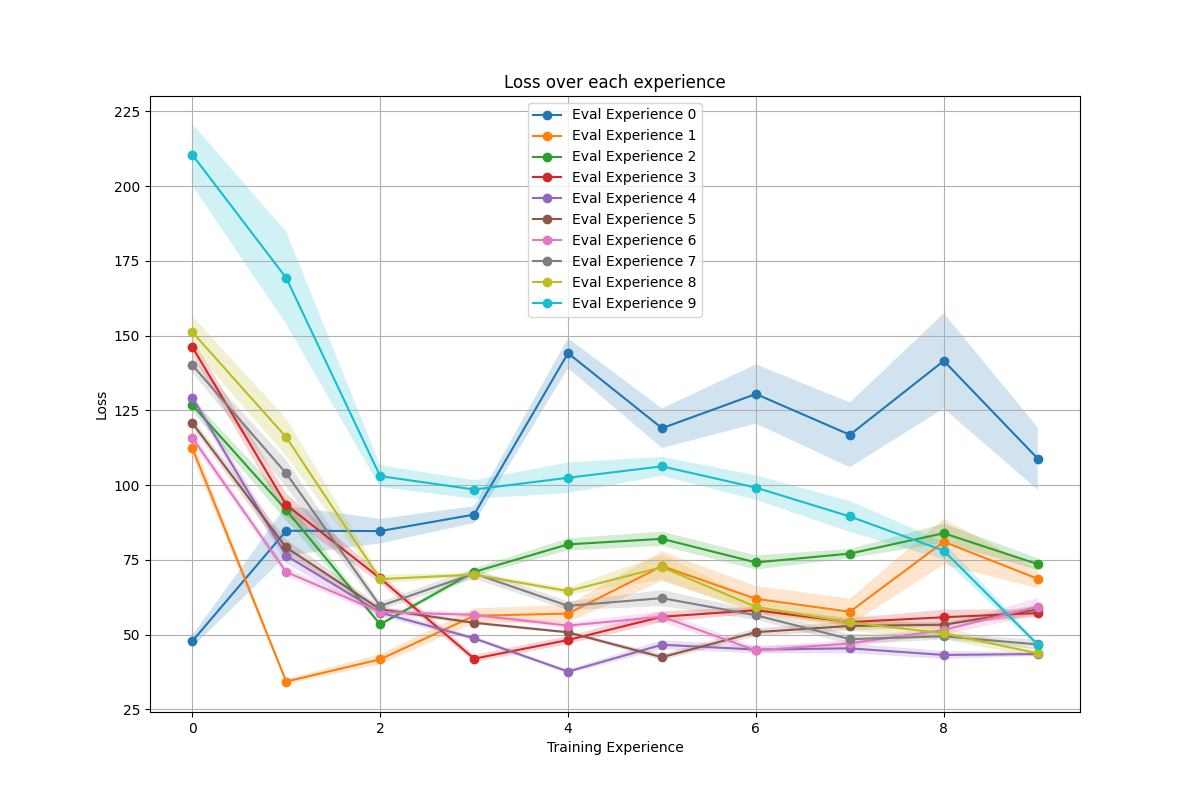 Loss over each experience
225
200
175
150
125
100
75
50
25
Loss
Eval Experience 0
Eval Experience 1
Eval Experience 2
Eval Experience 3
Eval Experience 4
Eval Experience 5
Eval Experience 6
Eval Experience 7
Eval Experience 8
Eval Experience 9
0 2 4 6 8
Training Experience